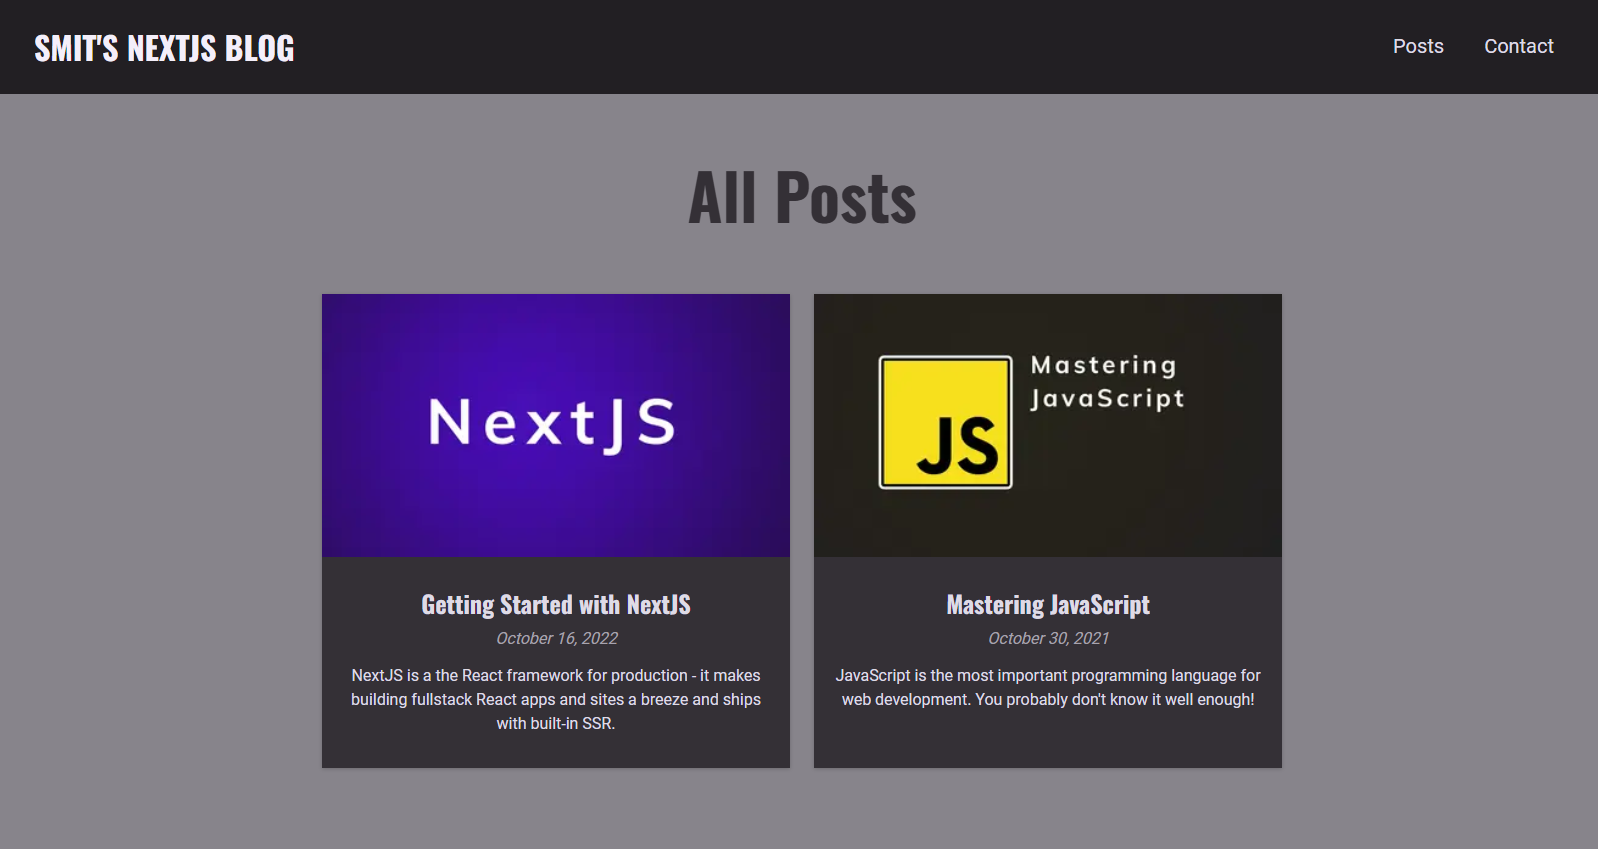 SMIT'S NEXTJS BLOG
Posts
Contact
All Posts
NextJS
Getting Started with NextJS
October 16, 2022
NextJS is a the React framework for production - it makes
building fullstack React apps and sites a breeze and ships
with built-in SSR.
Mastering
JavaScript
JS
Mastering JavaScript
October 30, 2021
JavaScript is the most important programming language for
web development. You probably don't know it well enough!